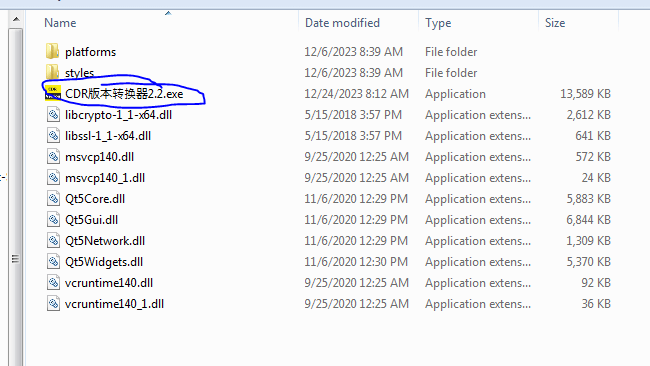 Name Date modified Type Size
platforms 12/6/2023 8:39 AM File folder
styles 12/6/2023 8:39 AM File folder
CDR版本转换器2.2.exe 12/24/2023 8:12 AM Application 13,589 KB
libcrypto-1_1-x64.dll 5/15/2018 3:57 PM Application extens... 2,612 KB
libssl-1_1-x64.dll 5/15/2018 3:57 PM Application extens... 641 KB
msvcp140.dll 9/25/2020 12:25 AM Application extens... 572 KB
msvcp140_1.dll 9/25/2020 12:25 AM Application extens... 24 KB
Qt5Core.dll 11/6/2020 12:29 PM Application extens... 5,883 KB
Qt5Gui.dll 11/6/2020 12:29 PM Application extens... 6,844 KB
Qt5Network.dll 11/6/2020 12:29 PM Application extens... 1,309 KB
Qt5Widgets.dll 11/6/2020 12:30 PM Application extens... 5,370 KB
vcruntime140.dll 9/25/2020 12:25 AM Application extens... 92 KB
vcruntime140_1.dll 9/25/2020 12:25 AM Application extens... 36 KB